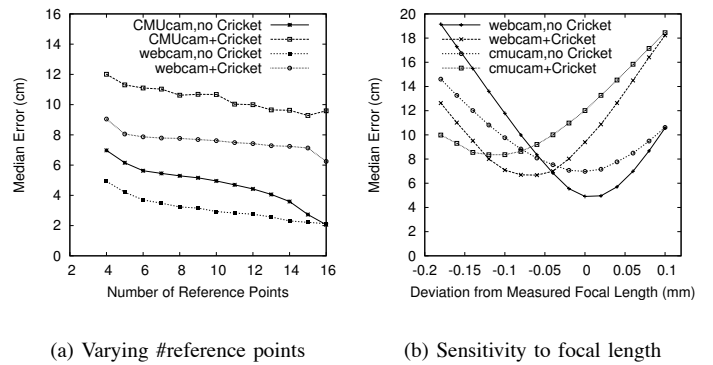 16
14
12
10
8
6
4
2
0
Median Error (cm)
CMUcam,no Cricket
CMUcam+Cricket
webcam,no Cricket
webcam+Cricket
2 4 6 8 10 12 14 16
Number of Reference Points
(a) Varying #reference points
20
18
16
14
12
10
8
6
4
2
0
Median Error (cm)
webcam,no Cricket
webcam+Cricket
cmucam,no Cricket
cmucam+Cricket
-0.2 -0.15 -0.1 -0.05 0 0.05 0.1
Deviation from Measured Focal Length (mm)
(b) Sensitivity to focal length